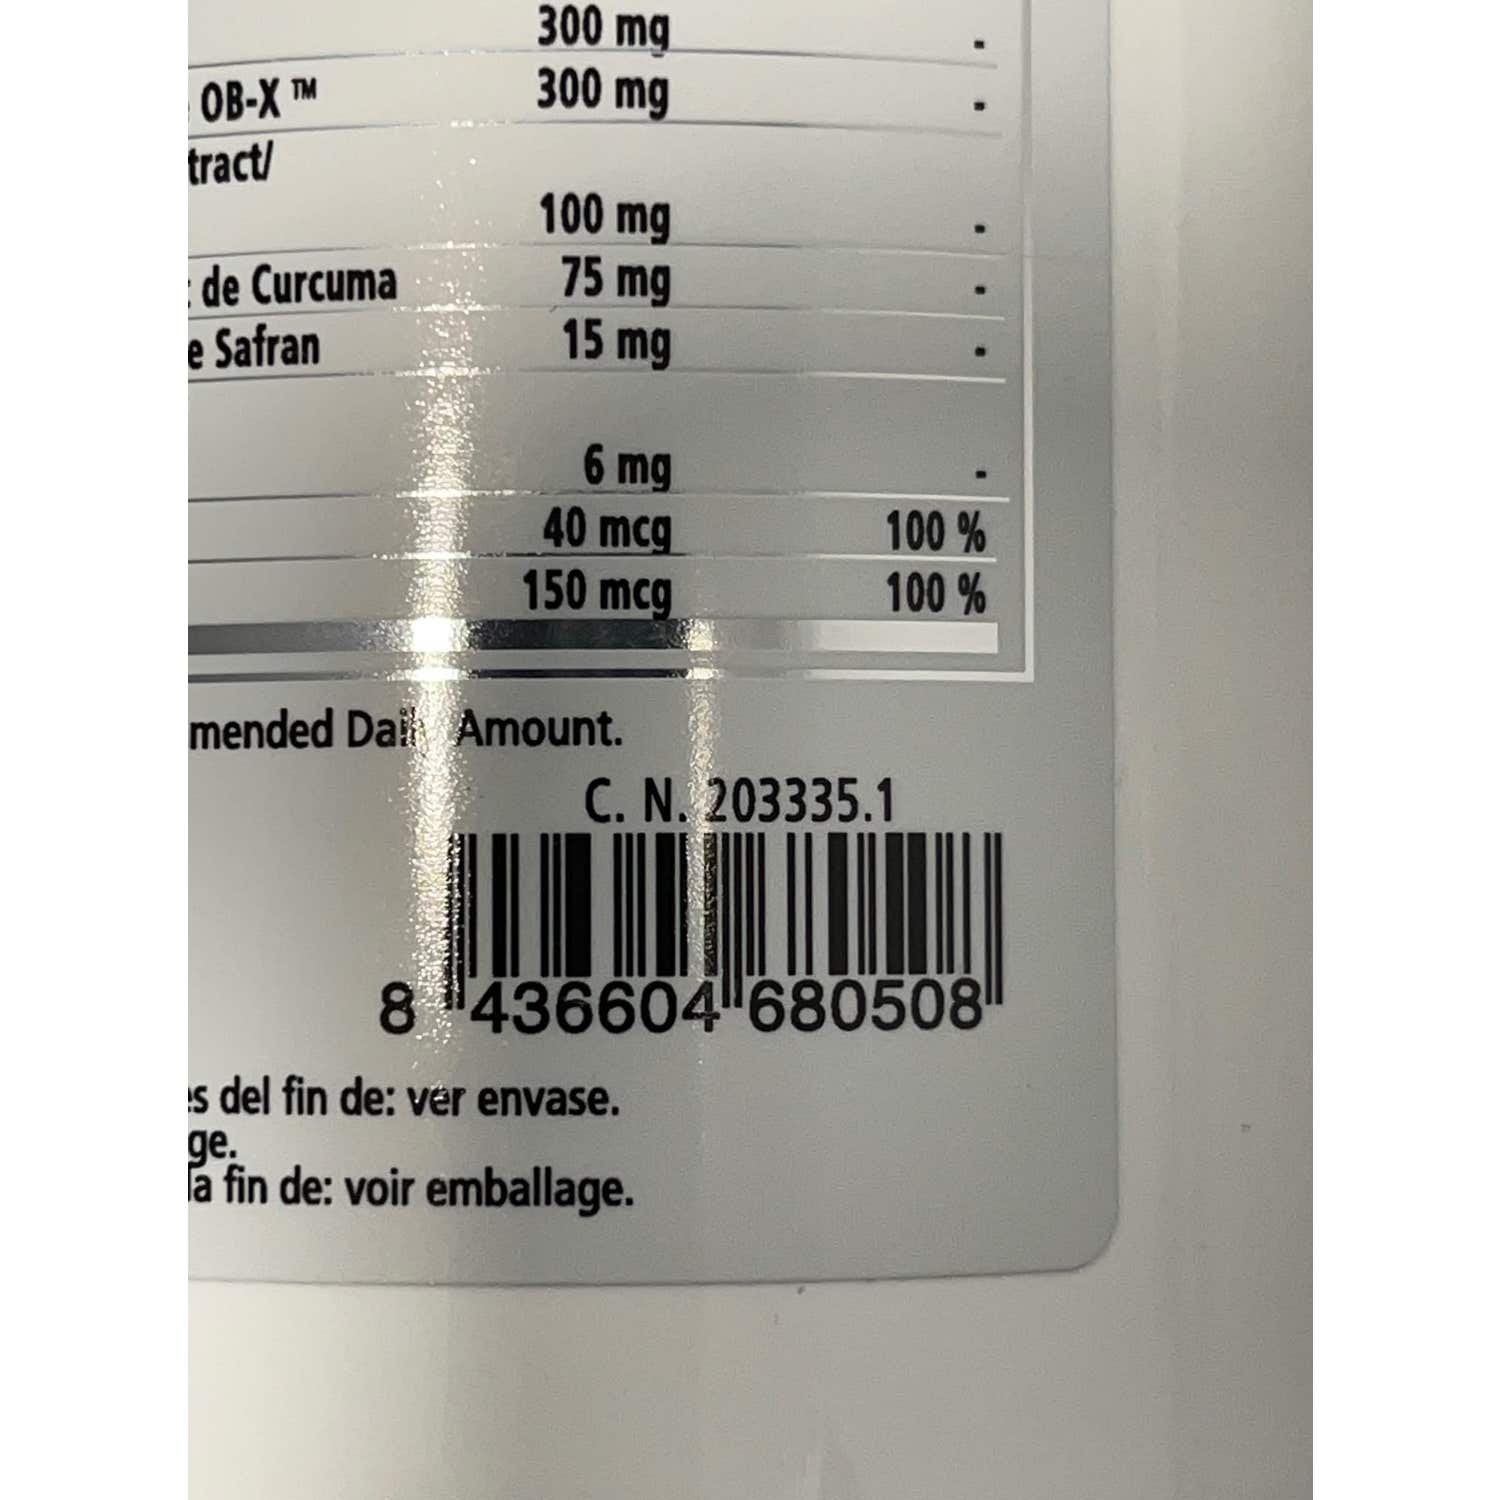 300 mg -
OB-X™ 300 mg -
tract/
100 mg -
de Curcuma 75 mg -
e Safran 15 mg -
6 mg -
40 mcg 100 %
150 mcg 100 %
mended Daily Amount.
C. N. 203335.1
8 436604 680508
es del fin de: ver envase.
ge.
la fin de: voir emballage.